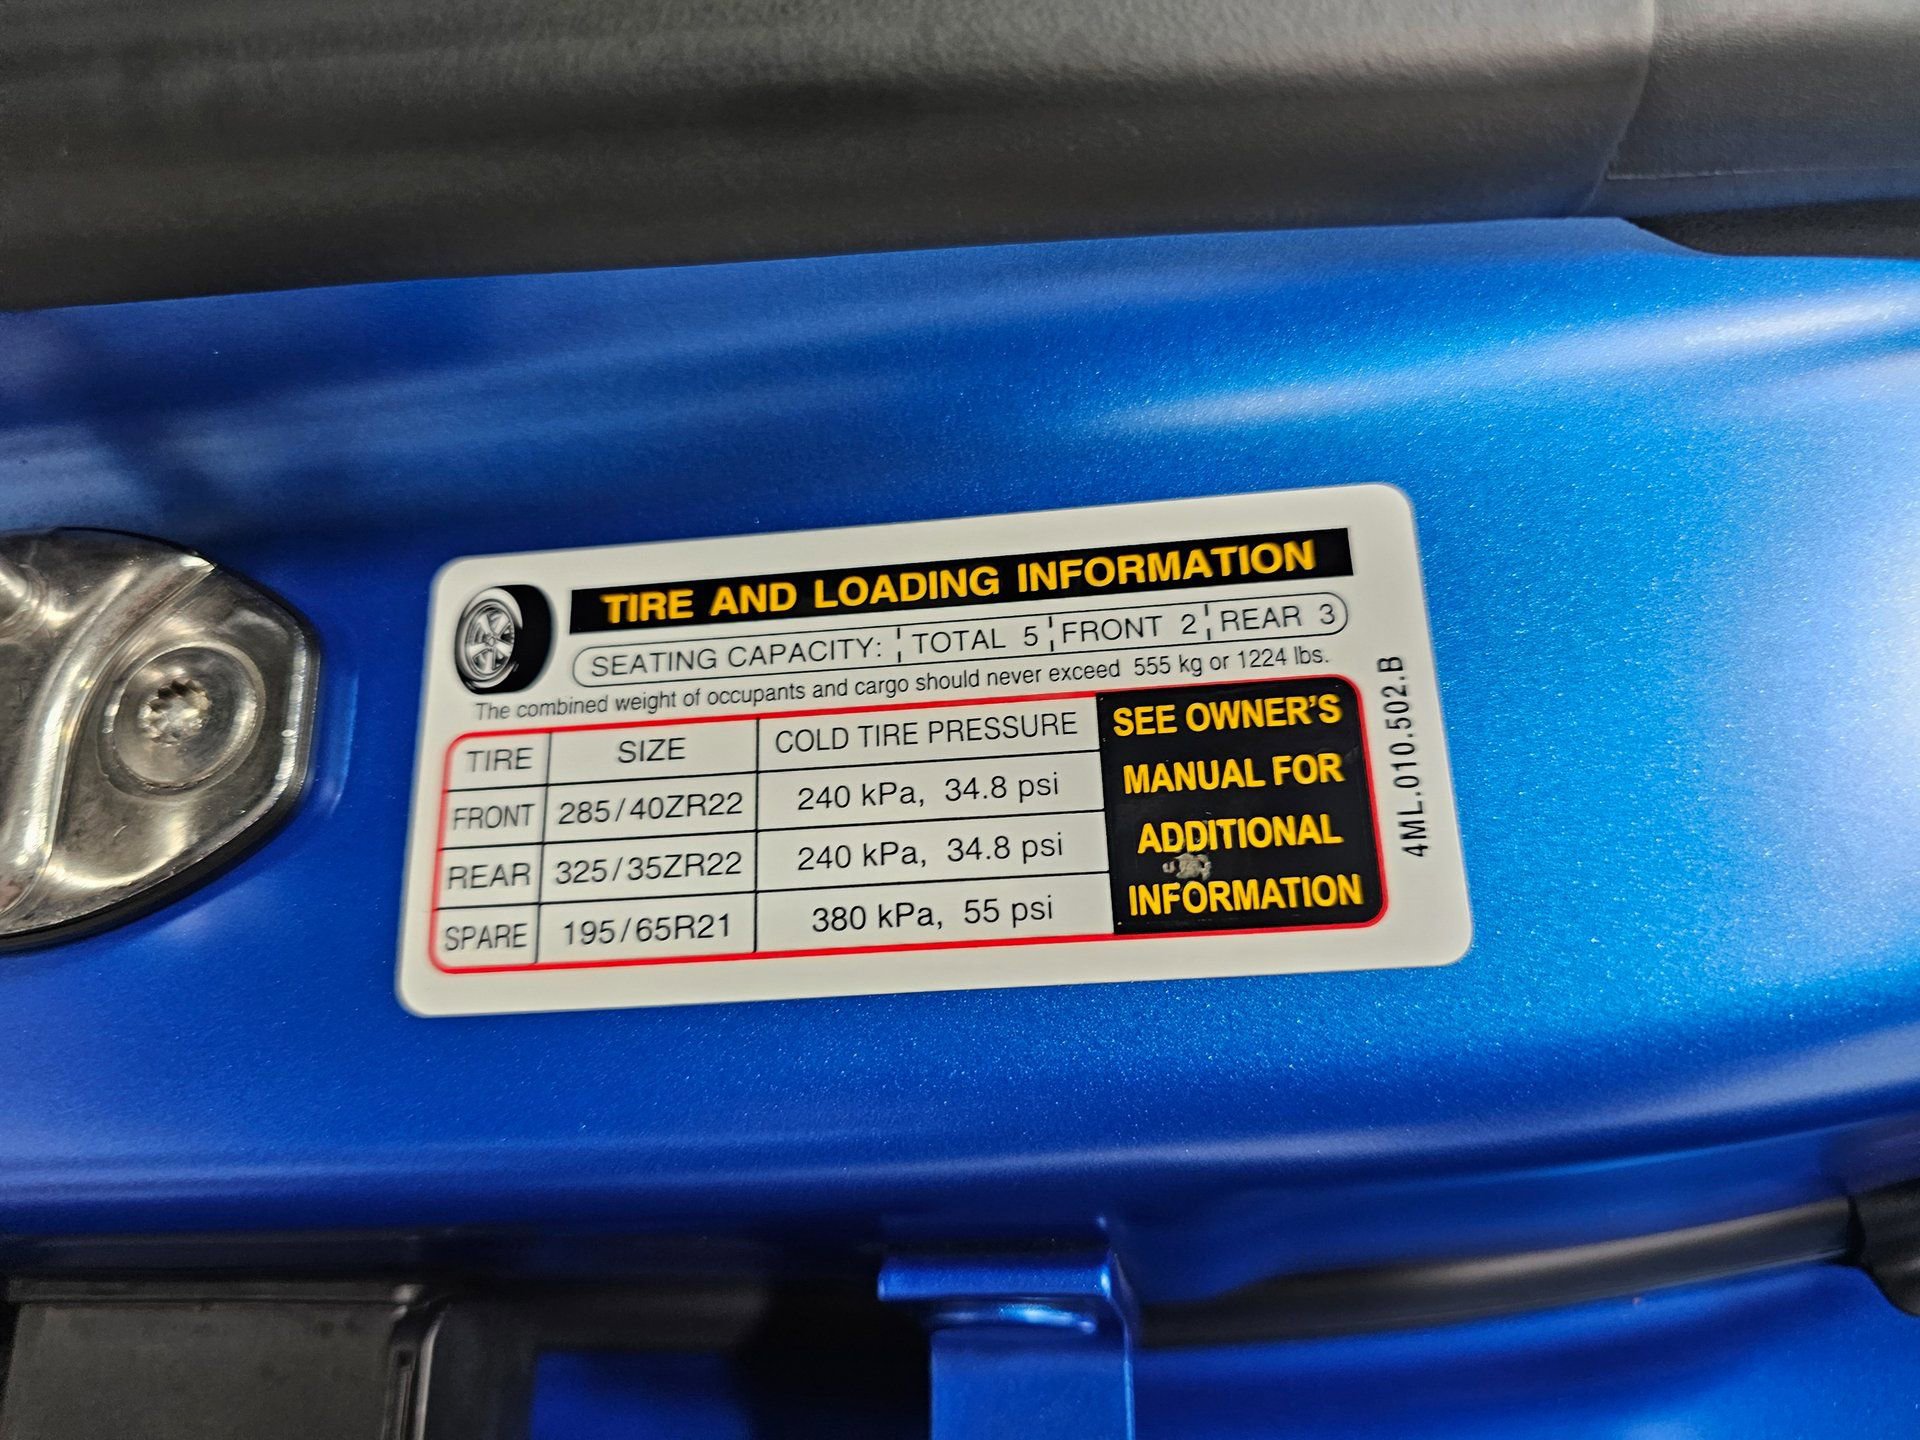 TIRE AND LOADING INFORMATION
SEATING CAPACITY: TOTAL 5 FRONT 2 REAR 3
The combined weight of occupants and cargo should never exceed 555 kg or 1224 lbs.
TIRE SIZE COLD TIRE PRESSURE
FRONT 285/40ZR22 240 kPa, 34.8 psi
REAR 325/35ZR22 240 kPa, 34.8 psi
SPARE 195/65R21 380 kPa, 55 psi
SEE OWNER'S
MANUAL FOR
ADDITIONAL
INFORMATION
4ML.010.502.B